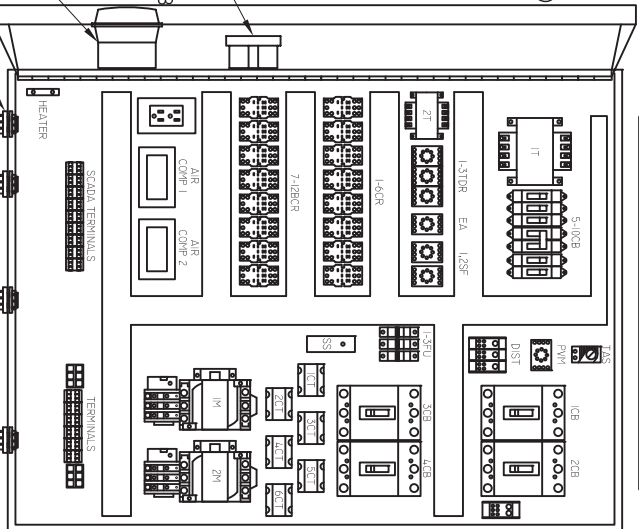 HEATER
SCADA TERMINALS
TERMINALS
AIR
COMP 1
AIR
COMP 2
7-12BCR
1-6CR
2T
1-3TDR
EA
1,2SF
1T
5-10CB
TAS
PVM
DIST
1-3FU
SS
1CT
2CT
3CT
4CT
5CT
6CT
1M
2M
3CB
4CB
1CB
2CB